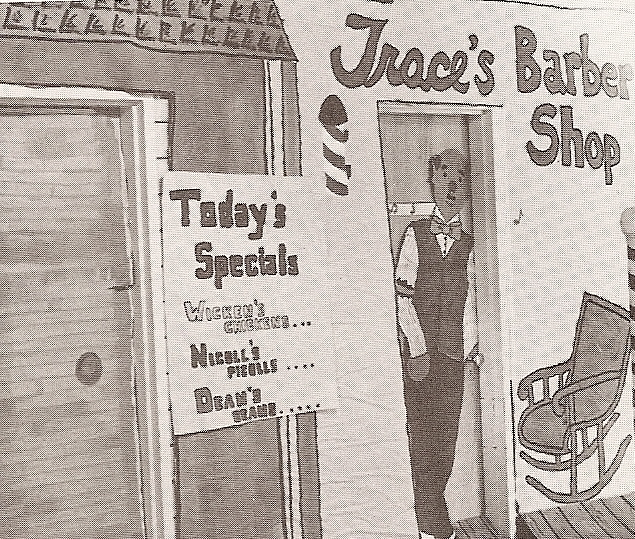 Trace's Barber
Shop
Today's
Specials
WICKEN'S
CHICKENS...
NICOLL'S
PICKLES ....
DEAN'S
BEANS.....